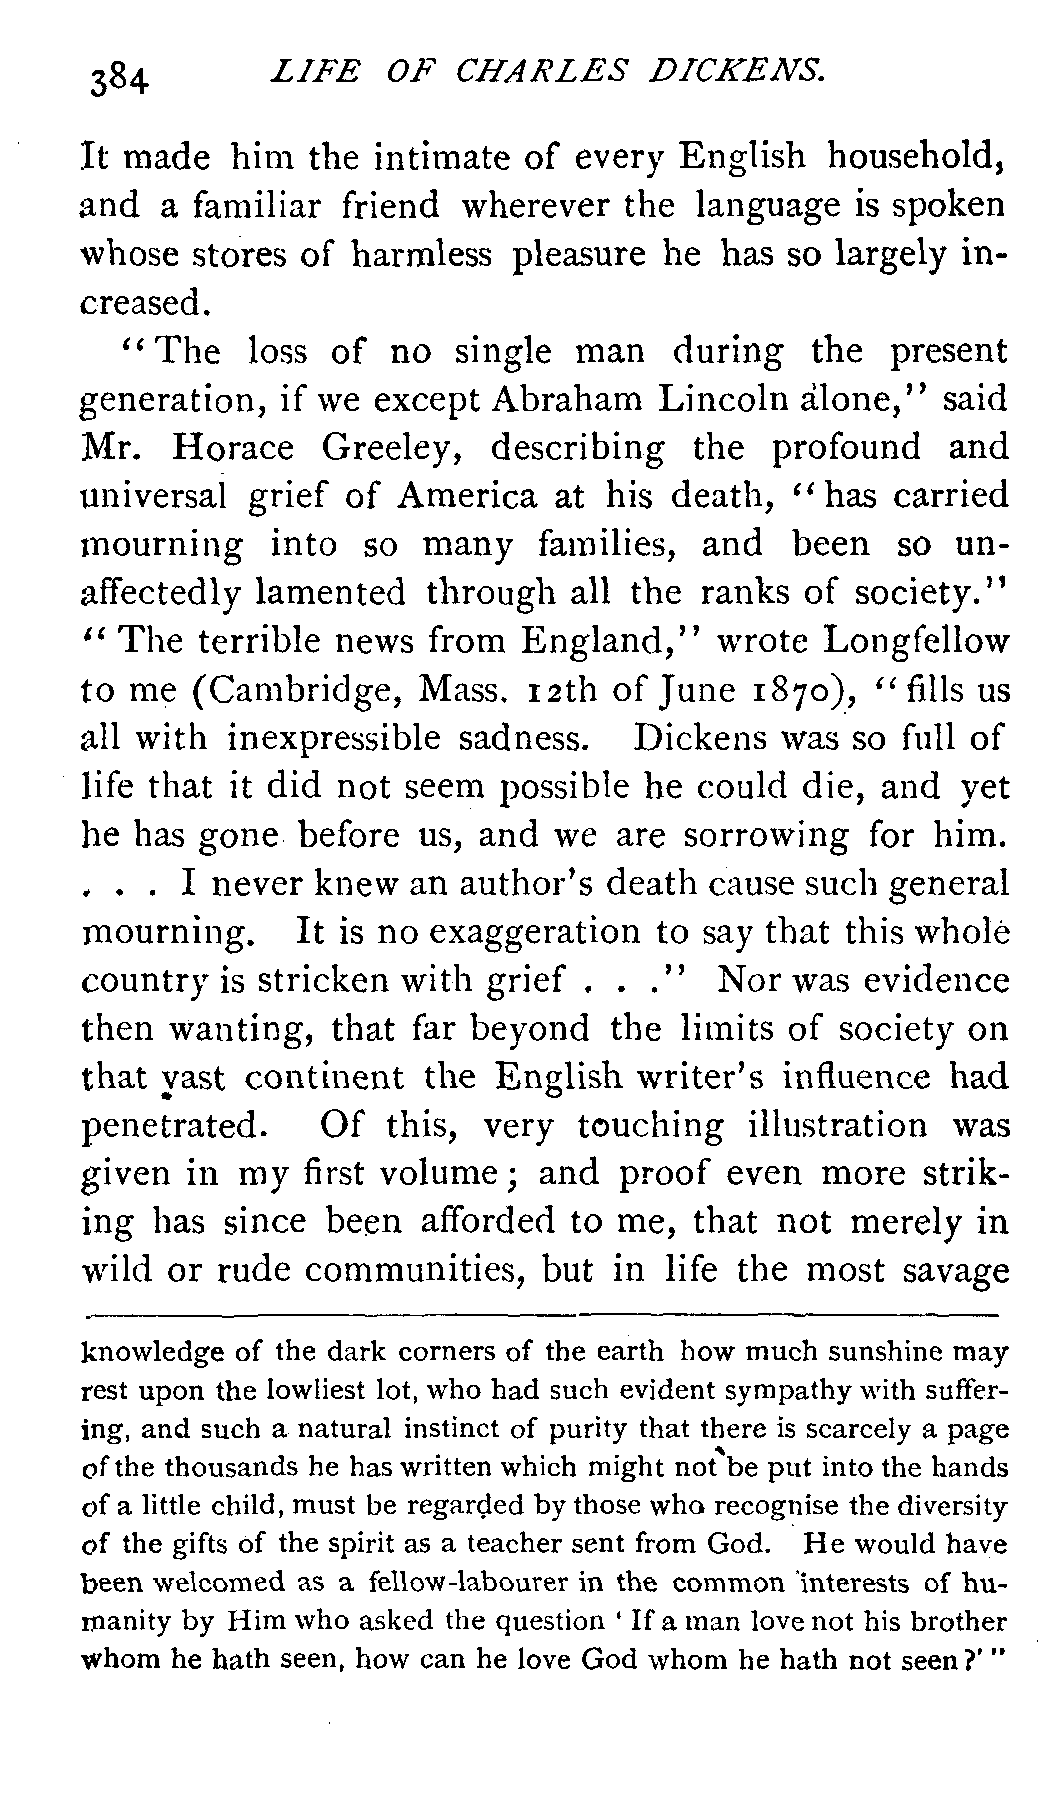 384 LIFE OF CHARLES DICKENS.
It made him the intimate of every English household,
and a familiar friend wherever the language is spoken
whose stores of harmless pleasure he has so largely in-
creased.
"The loss of no single man during the present
generation, if we except Abraham Lincoln alone," said
Mr. Horace Greeley, describing the profound and
universal grief of America at his death, "has carried
mourning into so many families, and been so un-
affectedly lamented through all the ranks of society."
"The terrible news from England," wrote Longfellow
to me (Cambridge, Mass. 12th of June 1870), "fills us
all with inexpressible sadness. Dickens was so full of
life that it did not seem possible he could die, and yet
he has gone before us, and we are sorrowing for him.
. . . I never knew an author's death cause such general
mourning. It is no exaggeration to say that this whole
country is stricken with grief . . ." Nor was evidence
then wanting, that far beyond the limits of society on
that vast continent the English writer's influence had
penetrated. Of this, very touching illustration was
given in my first volume; and proof even more strik-
ing has since been afforded to me, that not merely in
wild or rude communities, but in life the most savage
knowledge of the dark corners of the earth how much sunshine may
rest upon the lowliest lot, who had such evident sympathy with suffer-
ing, and such a natural instinct of purity that there is scarcely a page
of the thousands he has written which might not be put into the hands
of a little child, must be regarded by those who recognise the diversity
of the gifts of the spirit as a teacher sent from God. He would have
been welcomed as a fellow-labourer in the common interests of hu-
manity by Him who asked the question 'If a man love not his brother
whom he hath seen, how can he love God whom he hath not seen?'"